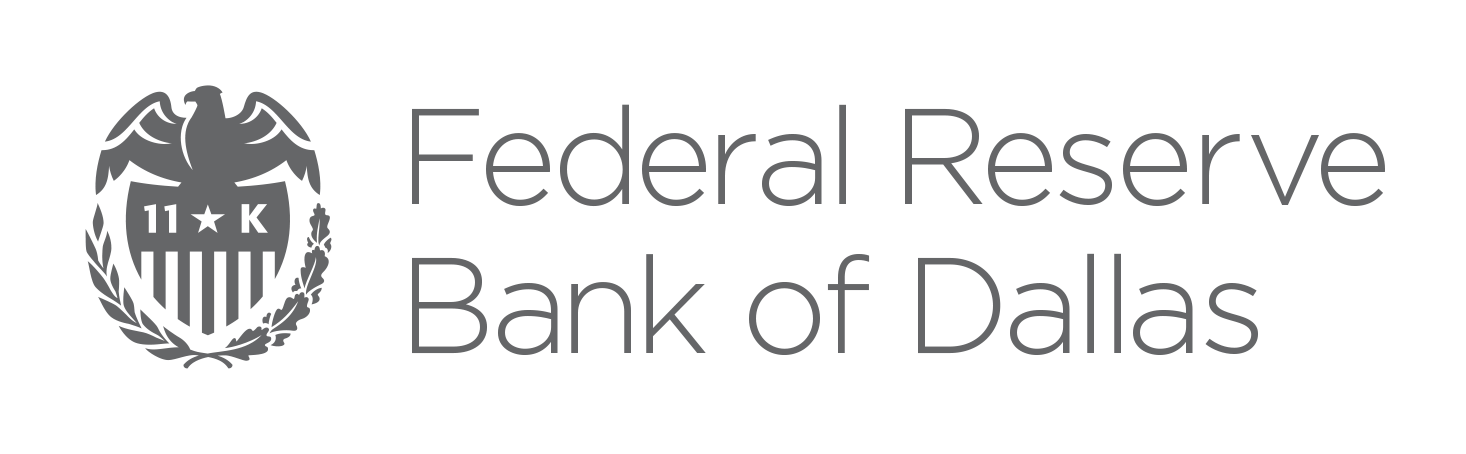 11 ★ K
Federal Reserve
Bank of Dallas